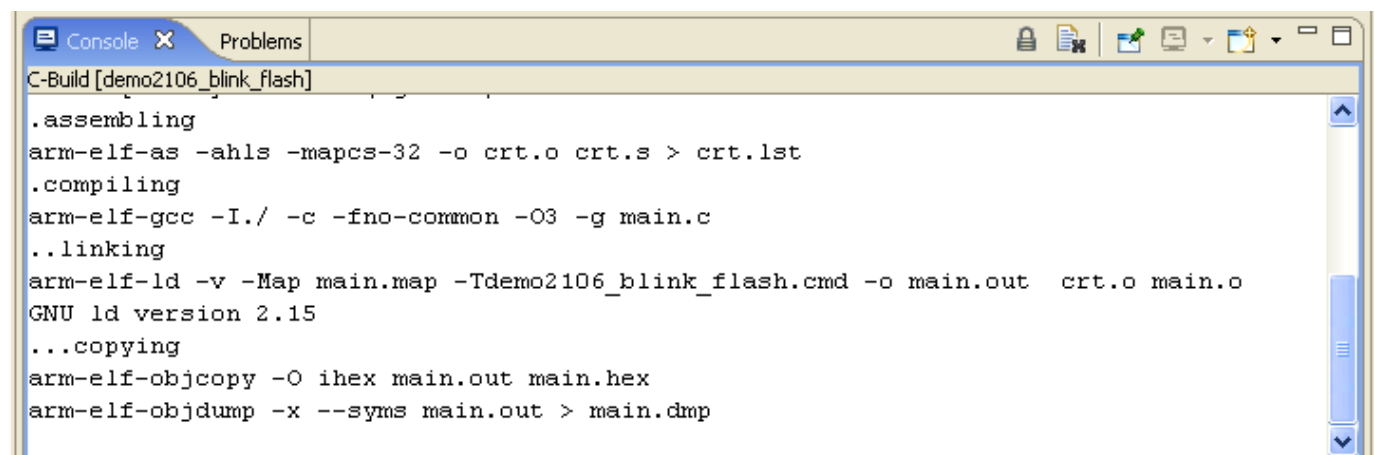 Console Problems
C-Build [demo2106_blink_flash]
.assembling
arm-elf-as -ahls -mapcs-32 -o crt.o crt.s > crt.lst
.compiling
arm-elf-gcc -I./ -c -fno-common -O3 -g main.c
..linking
arm-elf-ld -v -Map main.map -Tdemo2106_blink_flash.cmd -o main.out  crt.o main.o
GNU ld version 2.15
...copying
arm-elf-objcopy -O ihex main.out main.hex
arm-elf-objdump -x --syms main.out > main.dmp